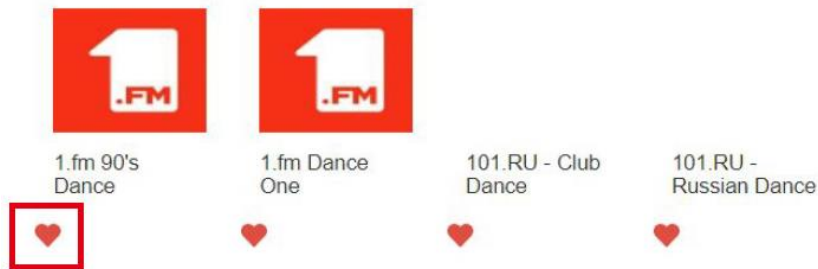 .FM
.FM
1.fm 90's
Dance
1.fm Dance
One
101.RU - Club
Dance
101.RU -
Russian Dance